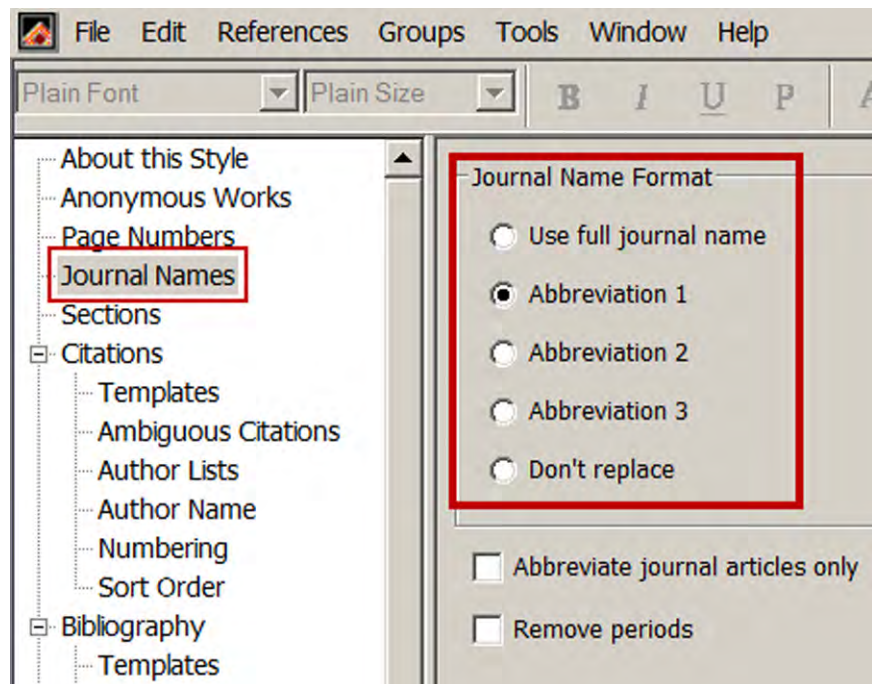 File Edit References Groups Tools Window Help
Plain Font Plain Size B I U P A
About this Style
Anonymous Works
Page Numbers
Journal Names
Sections
Citations
Templates
Ambiguous Citations
Author Lists
Author Name
Numbering
Sort Order
Bibliography
Templates
Journal Name Format
Use full journal name
Abbreviation 1
Abbreviation 2
Abbreviation 3
Don't replace
Abbreviate journal articles only
Remove periods